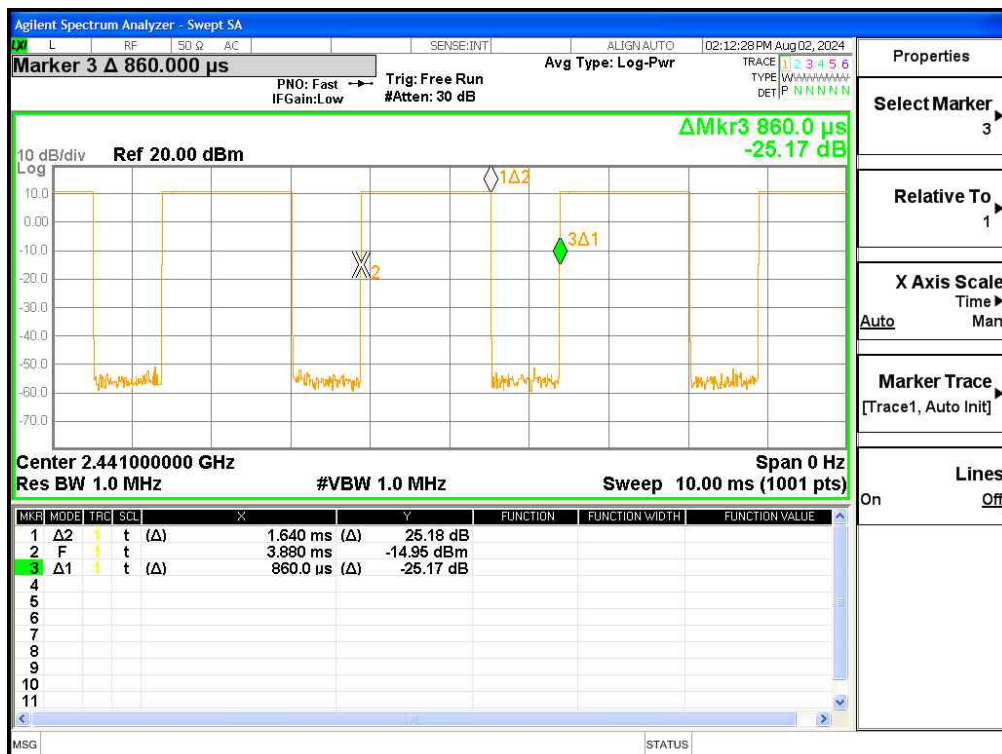 Agilent Spectrum Analyzer - Swept SA
LXI L RF 50 Ω AC SENSE:INT ALIGN AUTO 02:12:28 PM Aug 02, 2024
Marker 3 Δ 860.000 µs
PNO: Fast
IFGain:Low
Trig: Free Run
#Atten: 30 dB
Avg Type: Log-Pwr
TRACE 1 2 3 4 5 6
TYPE WWWWWW
DET P N N N N N
ΔMkr3 860.0 µs
-25.17 dB
10 dB/div Ref 20.00 dBm
Log
10.0
0.00
-10.0
-20.0
-30.0
-40.0
-50.0
-60.0
-70.0
1Δ2
3Δ1
2
Center 2.441000000 GHz Span 0 Hz
Res BW 1.0 MHz #VBW 1.0 MHz Sweep 10.00 ms (1001 pts)
MKR MODE TRC SCL X Y FUNCTION FUNCTION WIDTH FUNCTION VALUE
1 Δ2 1 t (Δ) 1.640 ms (Δ) 25.18 dB
2 F 1 t 3.880 ms -14.95 dBm
3 Δ1 1 t (Δ) 860.0 µs (Δ) -25.17 dB
4
5
6
7
8
9
10
11
MSG STATUS
Properties
Select Marker
3
Relative To
1
X Axis Scale
Time
Auto Man
Marker Trace
[Trace1, Auto Init]
Lines
On Off